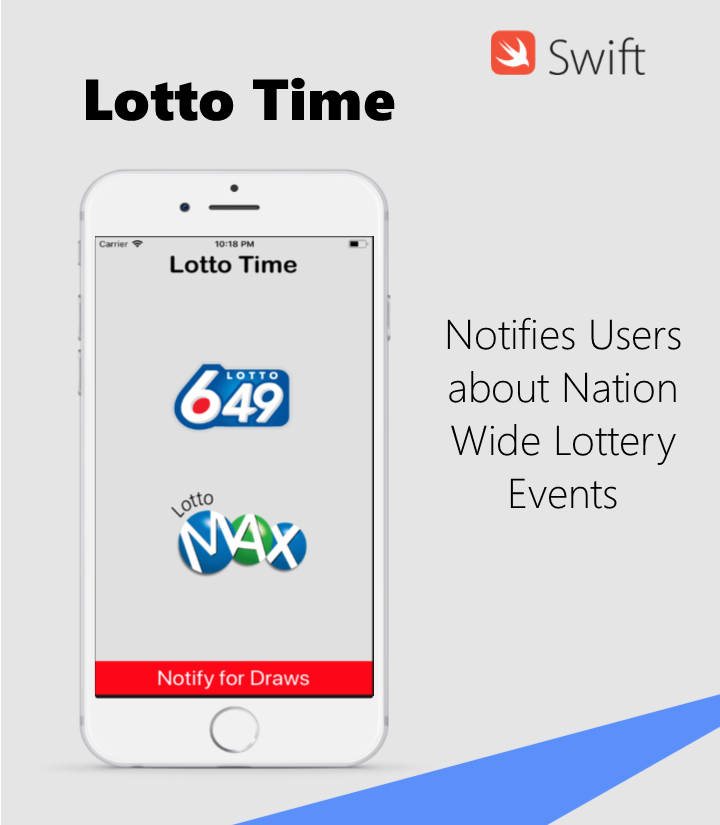 Swift
Lotto Time
Carrier
10:18 PM
Lotto Time
LOTTO
649
Lotto
MAX
Notify for Draws
Notifies Users
about Nation
Wide Lottery
Events